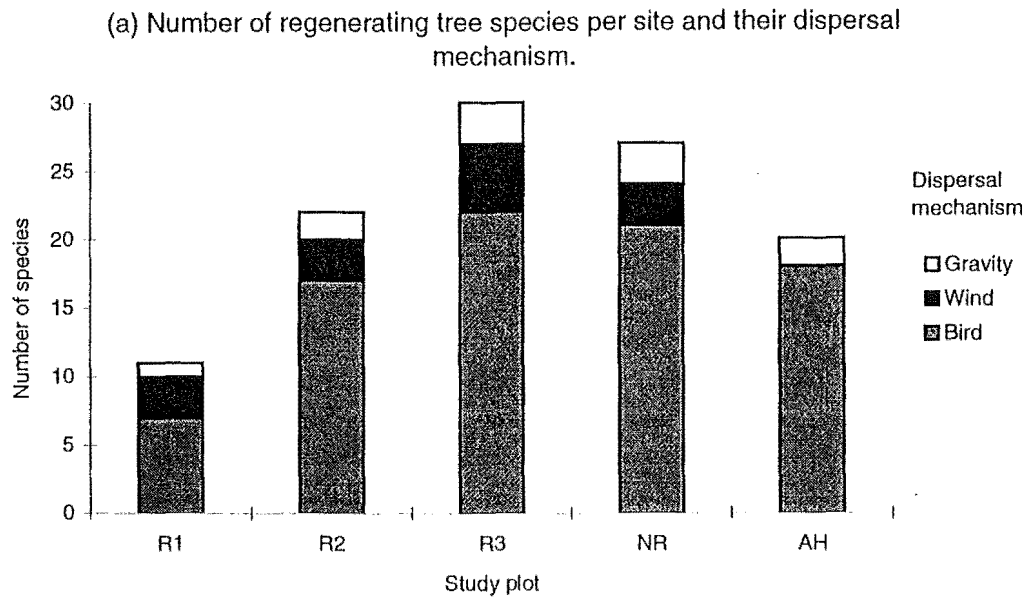 (a) Number of regenerating tree species per site and their dispersal
mechanism.
30
25
20
15
10
5
0
Number of species
R1 R2 R3 NR AH
Study plot
Dispersal
mechanism
Gravity
Wind
Bird